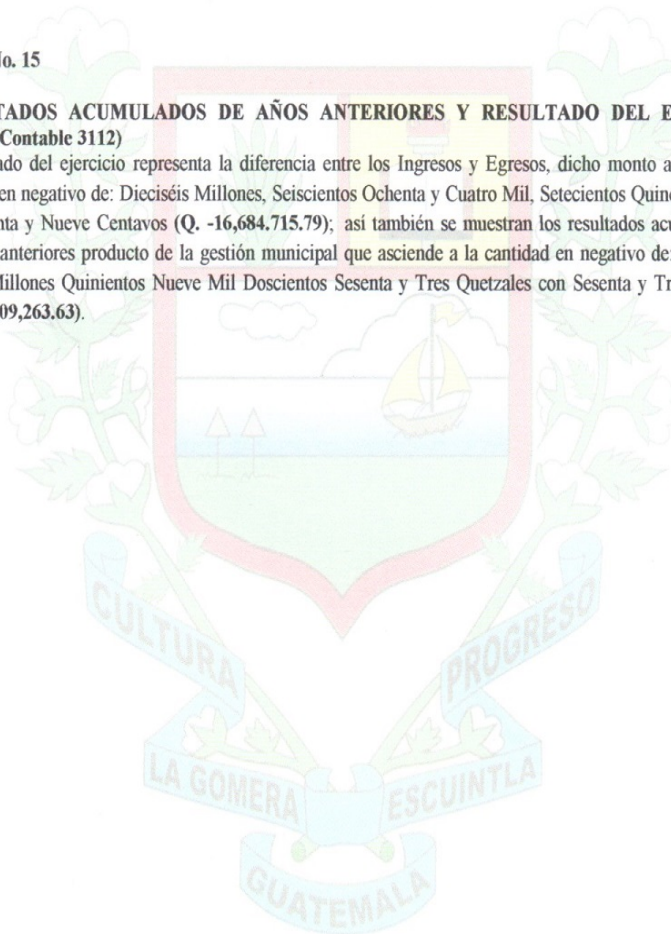 No. 15
TADOS ACUMULADOS DE AÑOS ANTERIORES Y RESULTADO DEL E
Contable 3112)
ado del ejercicio representa la diferencia entre los Ingresos y Egresos, dicho monto a
en negativo de: Dieciséis Millones, Seiscientos Ochenta y Cuatro Mil, Setecientos Quin
nta y Nueve Centavos (Q. -16,684.715.79); así también se muestran los resultados acu
anteriores producto de la gestión municipal que asciende a la cantidad en negativo de:
Millones Quinientos Nueve Mil Doscientos Sesenta y Tres Quetzales con Sesenta y Tr
09,263.63).
CULTURA
PROGRESO
LA GOMERA
ESCUINTLA
GUATEMALA